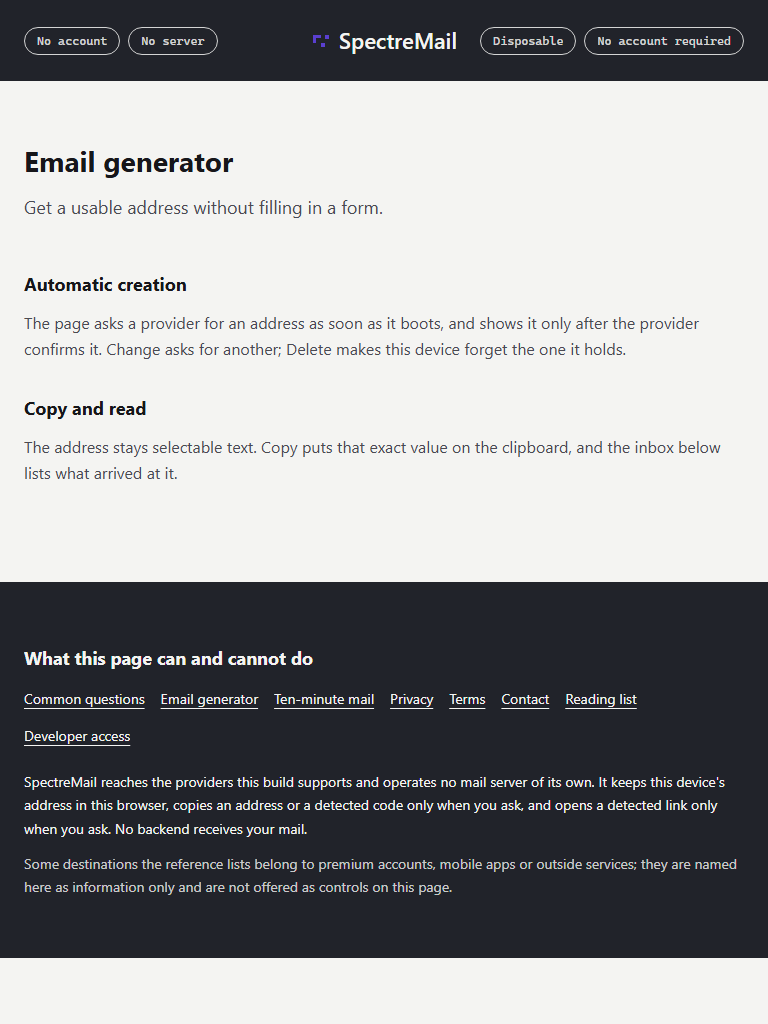 No account
No server
SpectreMail
Disposable
No account required
Email generator
Get a usable address without filling in a form.
Automatic creation
The page asks a provider for an address as soon as it boots, and shows it only after the provider
confirms it. Change asks for another; Delete makes this device forget the one it holds.
Copy and read
The address stays selectable text. Copy puts that exact value on the clipboard, and the inbox below
lists what arrived at it.
What this page can and cannot do
Common questions Email generator Ten-minute mail Privacy Terms Contact Reading list
Developer access
SpectreMail reaches the providers this build supports and operates no mail server of its own. It keeps this device's
address in this browser, copies an address or a detected code only when you ask, and opens a detected link only
when you ask. No backend receives your mail.
Some destinations the reference lists belong to premium accounts, mobile apps or outside services; they are named
here as information only and are not offered as controls on this page.